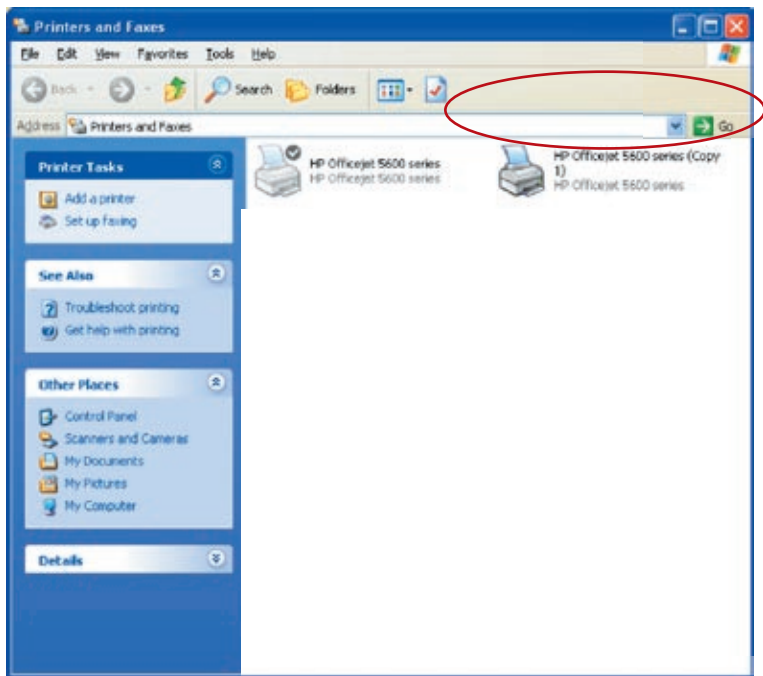 Printers and Faxes
File Edit View Favorites Tools Help
Back Search Folders
Address Printers and Faxes Go
Printer Tasks
Add a printer
Set up faxing
See Also
Troubleshoot printing
Get help with printing
Other Places
Control Panel
Scanners and Cameras
My Documents
My Pictures
My Computer
Details
HP Officejet 5600 series
HP Officejet 5600 series
HP Officejet 5600 series (Copy
1)
HP Officejet 5600 series